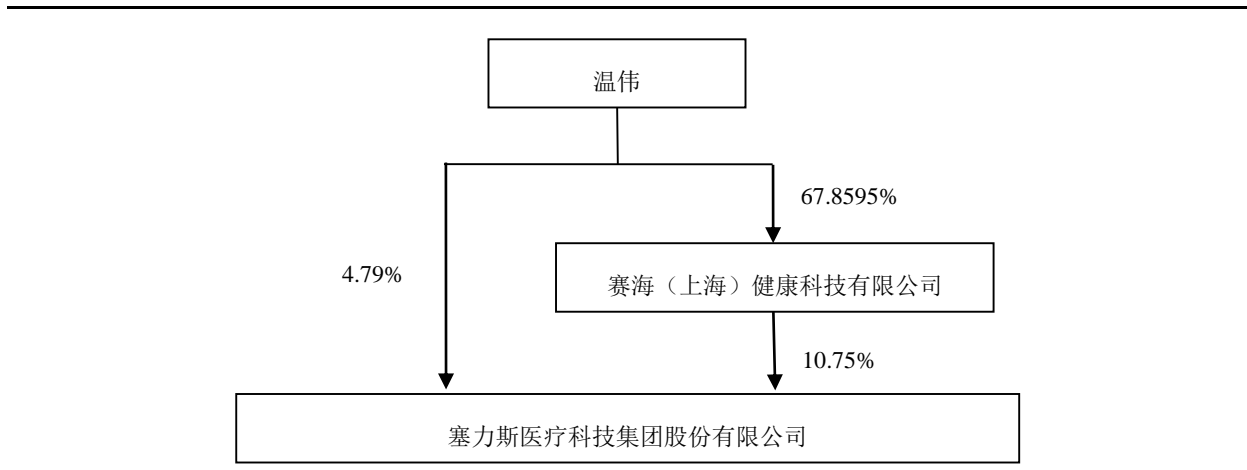 温伟
67.8595%
4.79%
赛海（上海）健康科技有限公司
10.75%
塞力斯医疗科技集团股份有限公司